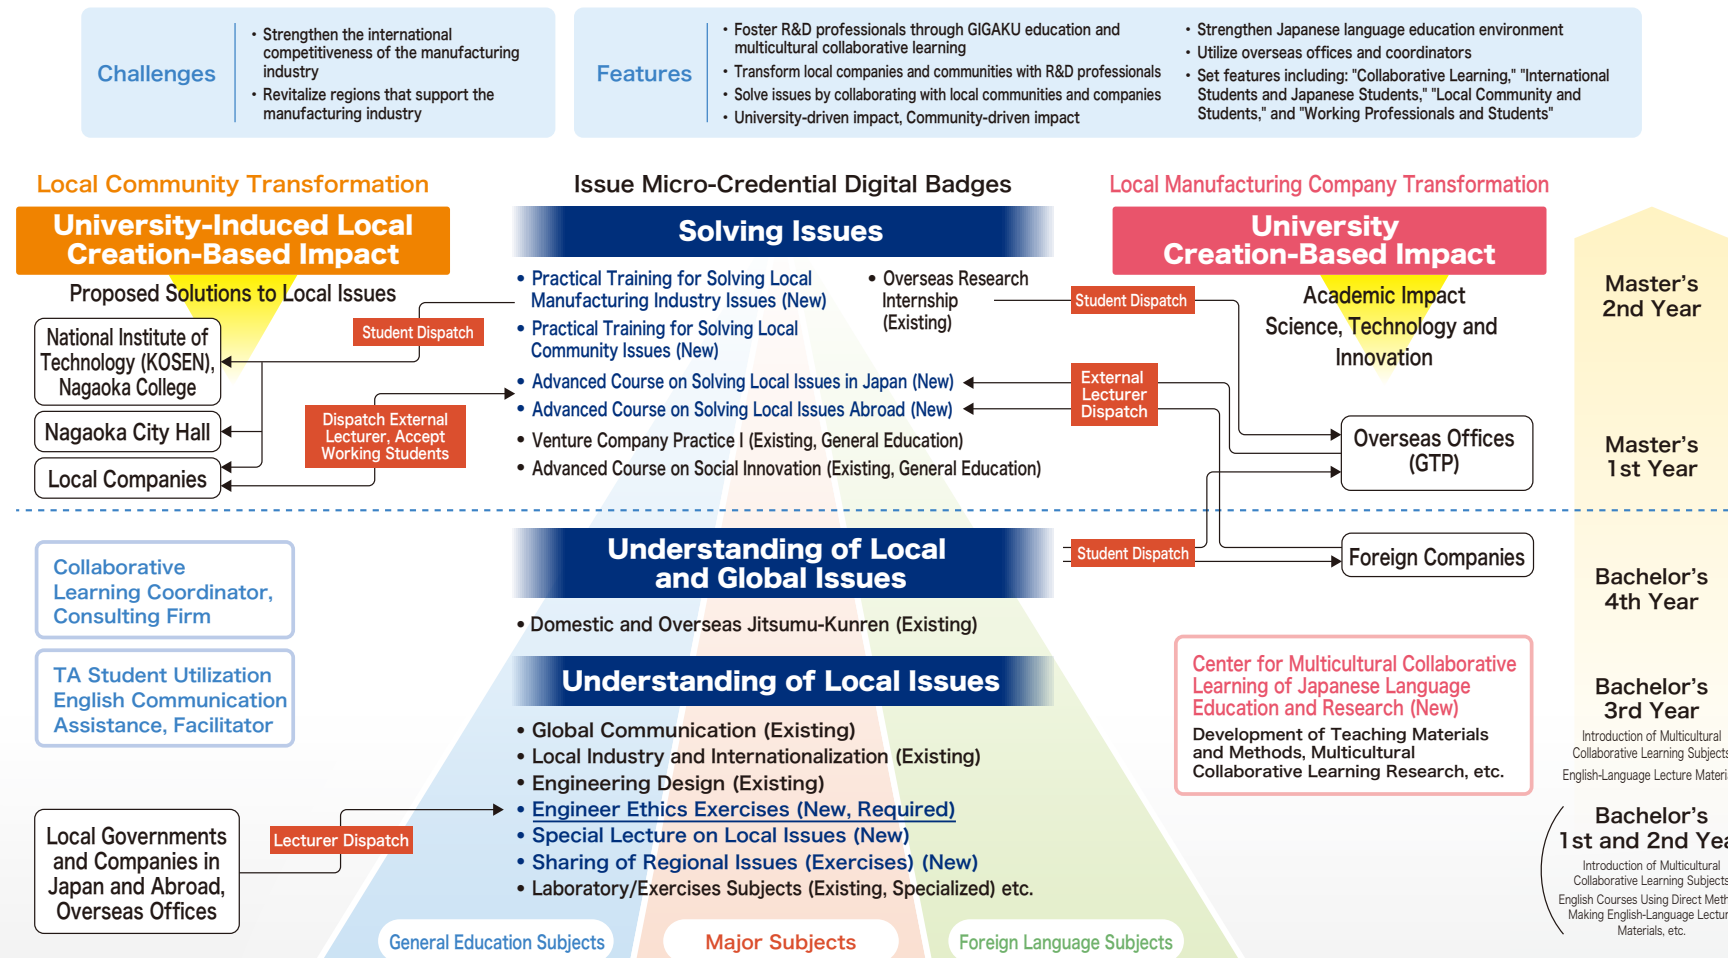 Challenges
• Strengthen the international
competitiveness of the manufacturing
industry
• Revitalize regions that support the
manufacturing industry
Features
• Foster R&D professionals through GIGAKU education and
multicultural collaborative learning
• Transform local companies and communities with R&D professionals
• Solve issues by collaborating with local communities and companies
• University-driven impact, Community-driven impact
• Strengthen Japanese language education environment
• Utilize overseas offices and coordinators
• Set features including: "Collaborative Learning," "International
Students and Japanese Students," "Local Community and
Students," and "Working Professionals and Students"
Local Community Transformation
University-Induced Local
Creation-Based Impact
Proposed Solutions to Local Issues
National Institute of
Technology (KOSEN),
Nagaoka College
Nagaoka City Hall
Local Companies
Student Dispatch
Dispatch External
Lecturer, Accept
Working Students
Issue Micro-Credential Digital Badges
Solving Issues
• Practical Training for Solving Local
Manufacturing Industry Issues (New)
• Practical Training for Solving Local
Community Issues (New)
• Overseas Research
Internship
(Existing)
• Advanced Course on Solving Local Issues in Japan (New)
• Advanced Course on Solving Local Issues Abroad (New)
• Venture Company Practice I (Existing, General Education)
• Advanced Course on Social Innovation (Existing, General Education)
Local Manufacturing Company Transformation
University
Creation-Based Impact
Academic Impact
Science, Technology and
Innovation
Student Dispatch
External
Lecturer
Dispatch
Overseas Offices
(GTP)
Master's
2nd Year
Master's
1st Year
Collaborative
Learning Coordinator,
Consulting Firm
TA Student Utilization
English Communication
Assistance, Facilitator
Understanding of Local
and Global Issues
• Domestic and Overseas Jitsumu-Kunren (Existing)
Student Dispatch
Foreign Companies
Bachelor's
4th Year
Understanding of Local Issues
• Global Communication (Existing)
• Local Industry and Internationalization (Existing)
• Engineering Design (Existing)
• Engineer Ethics Exercises (New, Required)
• Special Lecture on Local Issues (New)
• Sharing of Regional Issues (Exercises) (New)
• Laboratory/Exercises Subjects (Existing, Specialized) etc.
Local Governments
and Companies in
Japan and Abroad,
Overseas Offices
Lecturer Dispatch
Center for Multicultural Collaborative
Learning of Japanese Language
Education and Research (New)
Development of Teaching Materials
and Methods, Multicultural
Collaborative Learning Research, etc.
Bachelor's
3rd Year
Introduction of Multicultural
Collaborative Learning Subjects
English-Language Lecture
Bachelor's
1st and 2nd
Introduction of Multicultural
Collaborative Learning Subjects
English Courses Using Direct
Making English-Language
Materials, etc.
General Education Subjects
Major Subjects
Foreign Language Subjects